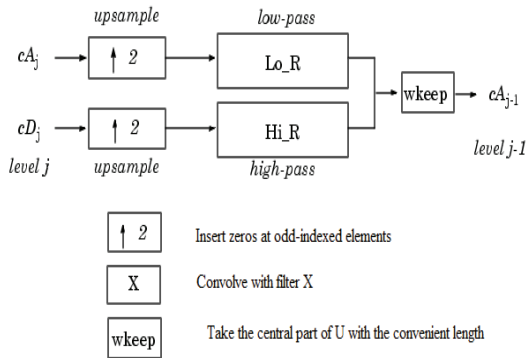 upsample low-pass
cAj ↑ 2 Lo_R
wkeep cAj-1
cDj ↑ 2 Hi_R
level j upsample high-pass level j-1
↑ 2 Insert zeros at odd-indexed elements
X Convolve with filter X
wkeep Take the central part of U with the convenient length